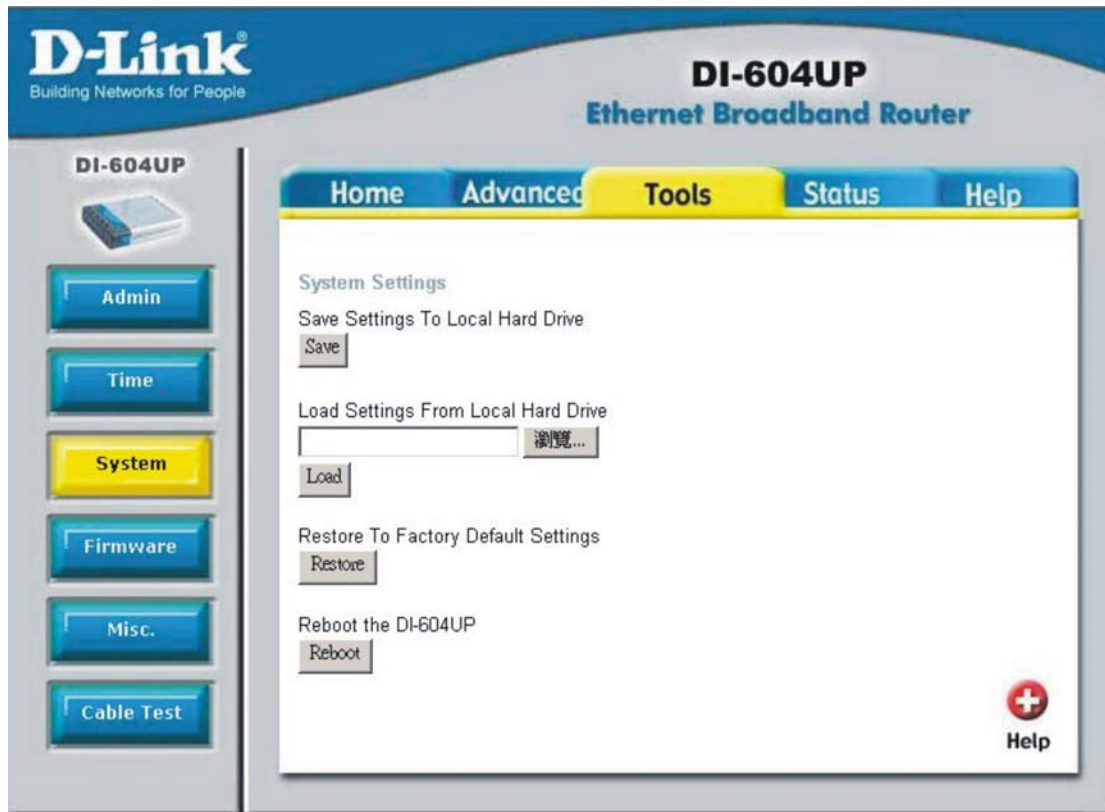 D-Link®
Building Networks for People
DI-604UP
Ethernet Broadband Router
DI-604UP
Home Advanced Tools Status Help
Admin
Time
System
Firmware
Misc.
Cable Test
System Settings
Save Settings To Local Hard Drive
Save
Load Settings From Local Hard Drive
瀏覽...
Load
Restore To Factory Default Settings
Restore
Reboot the DI-604UP
Reboot
Help